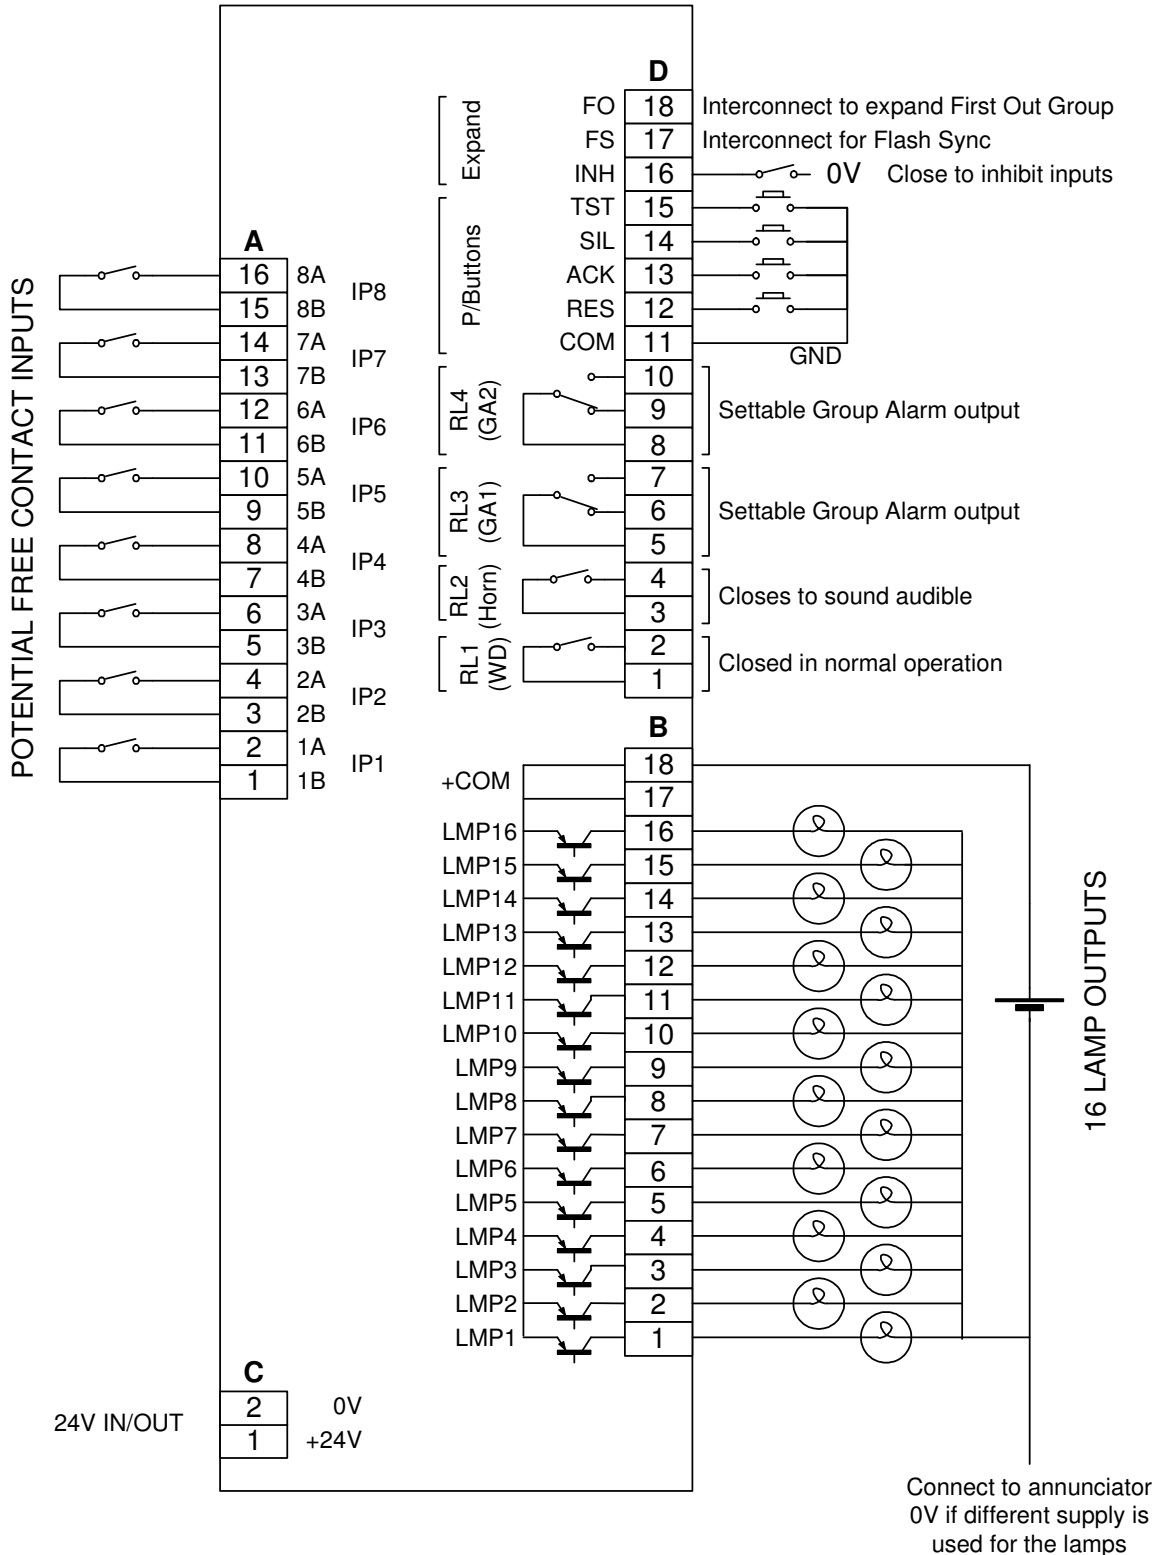 D
FO 18 Interconnect to expand First Out Group
FS 17 Interconnect for Flash Sync
INH 16 0V Close to inhibit inputs
TST 15
SIL 14
ACK 13
RES 12
COM 11
GND
10
9
8
7
6
5
4
3
2
1
Expand
P/Buttons
RL4
(GA2)
RL3
(GA1)
RL2
(Horn)
RL1
(WD)
Settable Group Alarm output
Settable Group Alarm output
Closes to sound audible
Closed in normal operation
POTENTIAL FREE CONTACT INPUTS
A
16 8A
IP8
15 8B
14 7A
IP7
13 7B
12 6A
IP6
11 6B
10 5A
IP5
9 5B
8 4A
IP4
7 4B
6 3A
IP3
5 3B
4 2A
IP2
3 2B
2 1A
IP1
1 1B
B
18
+COM
17
LMP16 16
LMP15 15
LMP14 14
LMP13 13
LMP12 12
LMP11 11
LMP10 10
LMP9 9
LMP8 8
LMP7 7
LMP6 6
LMP5 5
LMP4 4
LMP3 3
LMP2 2
LMP1 1
16 LAMP OUTPUTS
C
24V IN/OUT
2 0V
1 +24V
Connect to annunciator
0V if different supply is
used for the lamps